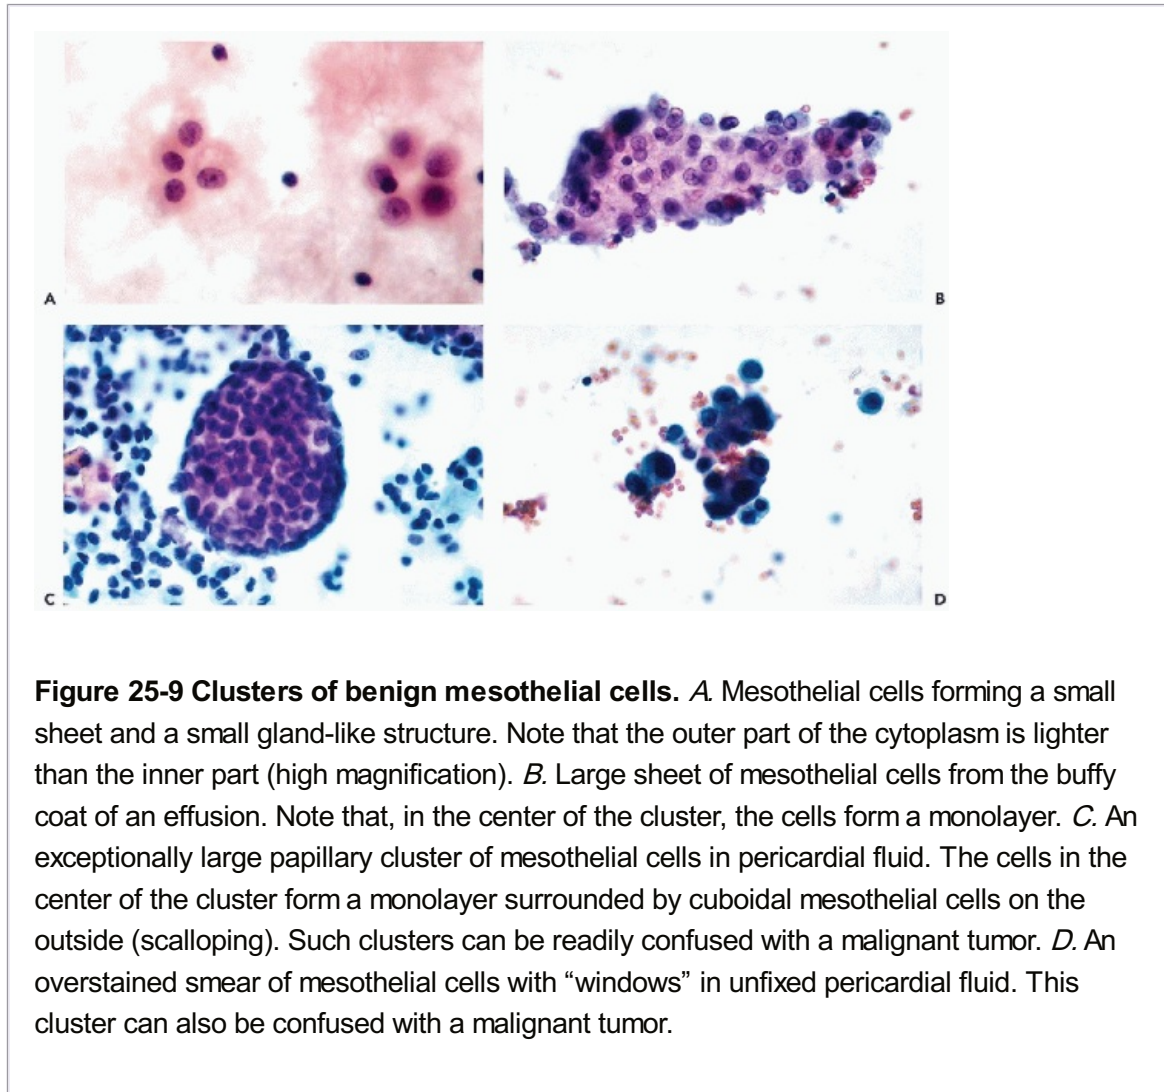 A
B
C
D
Figure 25-9 Clusters of benign mesothelial cells. A. Mesothelial cells forming a small
sheet and a small gland-like structure. Note that the outer part of the cytoplasm is lighter
than the inner part (high magnification). B. Large sheet of mesothelial cells from the buffy
coat of an effusion. Note that, in the center of the cluster, the cells form a monolayer. C. An
exceptionally large papillary cluster of mesothelial cells in pericardial fluid. The cells in the
center of the cluster form a monolayer surrounded by cuboidal mesothelial cells on the
outside (scalloping). Such clusters can be readily confused with a malignant tumor. D. An
overstained smear of mesothelial cells with “windows” in unfixed pericardial fluid. This
cluster can also be confused with a malignant tumor.